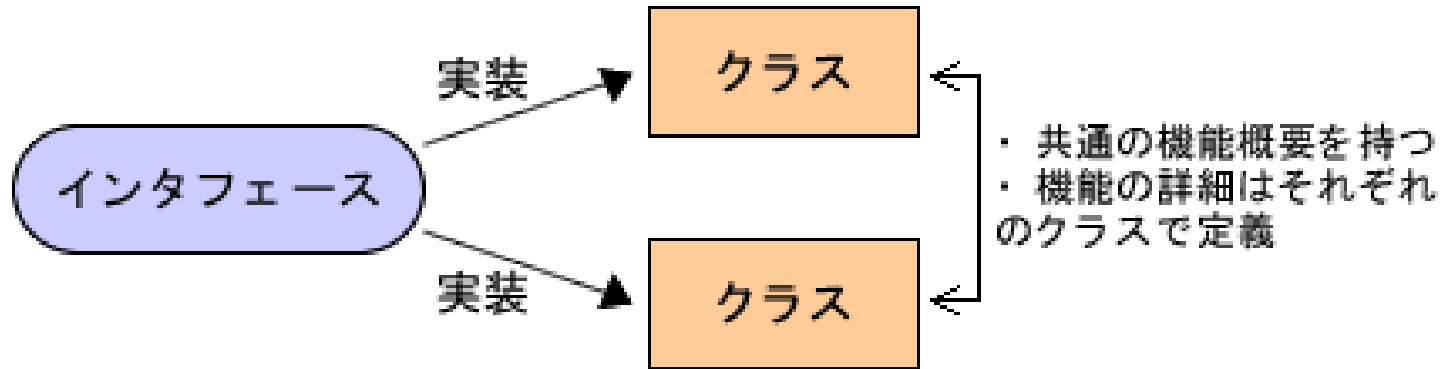 実装
クラス
インタフェース
・共通の機能概要を持つ
・機能の詳細はそれぞれ
のクラスで定義
実装
クラス